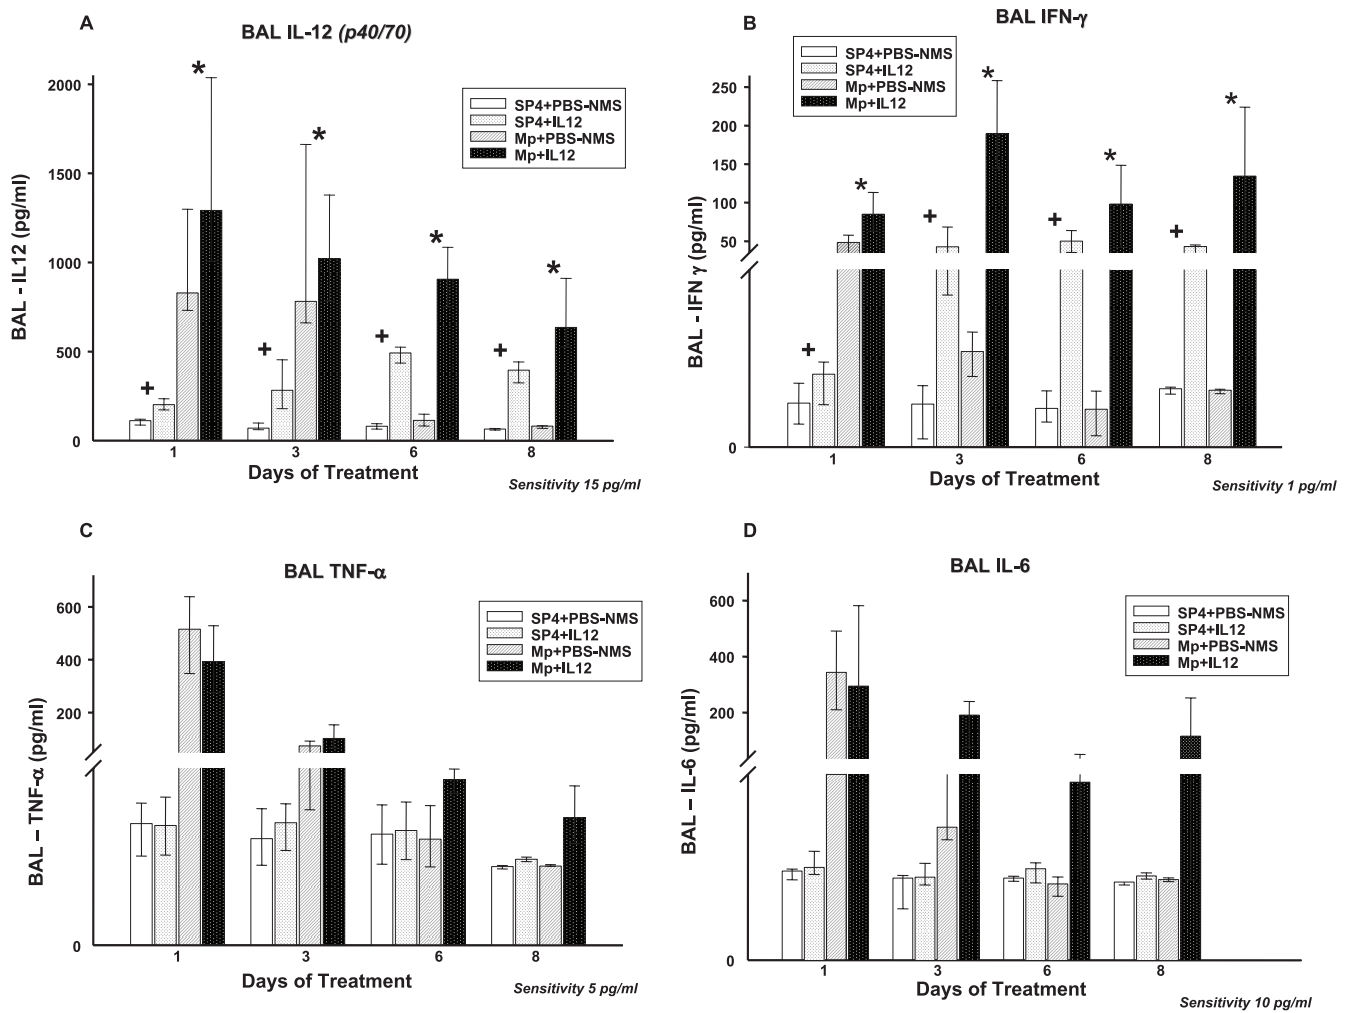 A
BAL IL-12 (p40/70)
BAL - IL12 (pg/ml)
2000
1500
1000
500
0
SP4+PBS-NMS
SP4+IL12
Mp+PBS-NMS
Mp+IL12
*
*
*
*
+
+
+
+
1 3 6 8
Days of Treatment
Sensitivity 15 pg/ml
B
BAL IFN-γ
BAL - IFN γ (pg/ml)
250
200
150
100
50
0
SP4+PBS-NMS
SP4+IL12
Mp+PBS-NMS
Mp+IL12
*
*
*
*
+
+
+
+
1 3 6 8
Days of Treatment
Sensitivity 1 pg/ml
C
BAL TNF-α
BAL – TNF-α (pg/ml)
600
400
200
0
SP4+PBS-NMS
SP4+IL12
Mp+PBS-NMS
Mp+IL12
1 3 6 8
Days of Treatment
Sensitivity 5 pg/ml
D
BAL IL-6
BAL – IL-6 (pg/ml)
600
400
200
0
SP4+PBS-NMS
SP4+IL12
Mp+PBS-NMS
Mp+IL12
1 3 6 8
Days of Treatment
Sensitivity 10 pg/ml